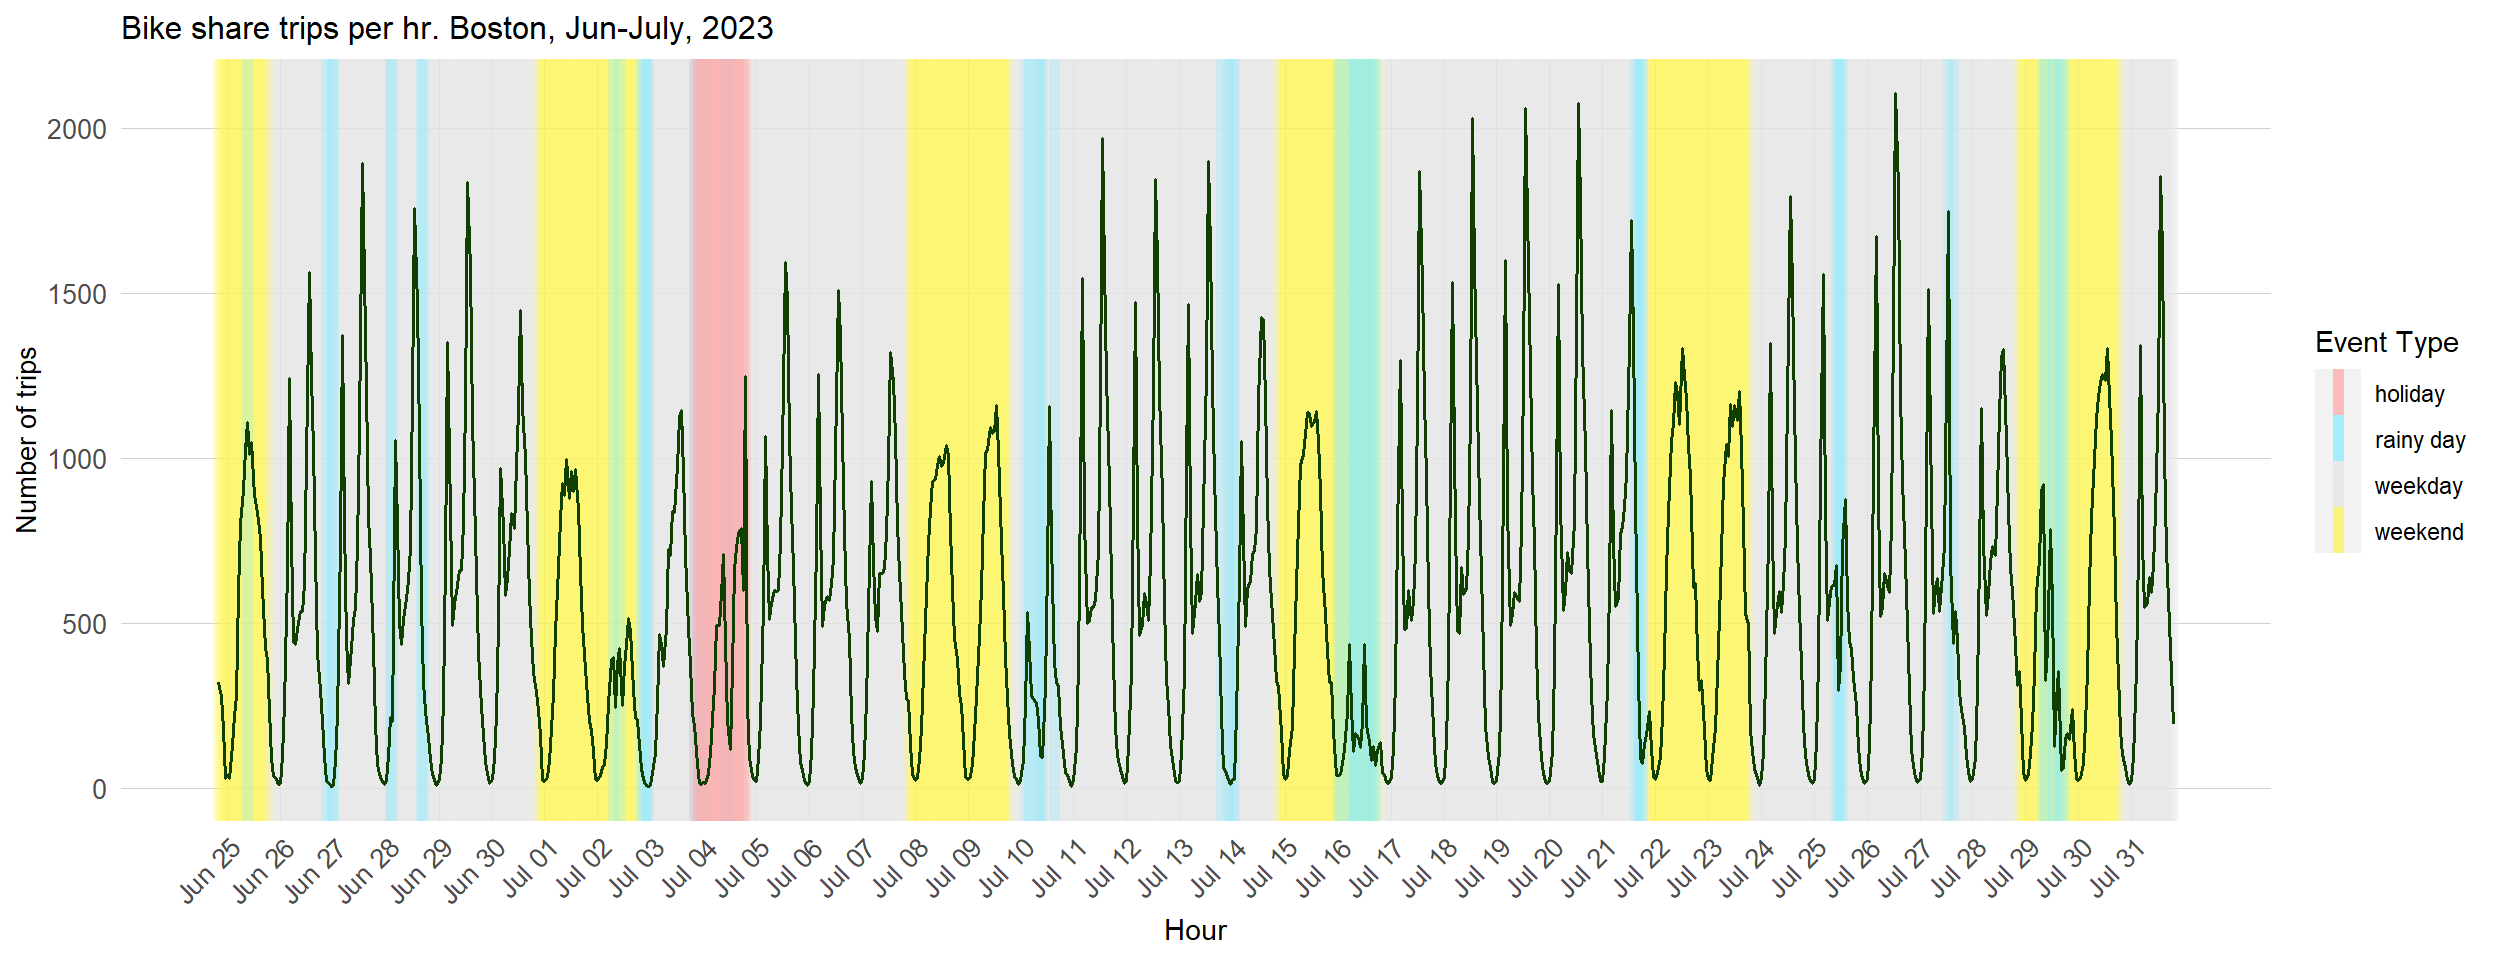 Bike share trips per hr. Boston, Jun-July, 2023
Number of trips
2000
1500
1000
500
0
Jun 25
Jun 26
Jun 27
Jun 28
Jun 29
Jun 30
Jul 01
Jul 02
Jul 03
Jul 04
Jul 05
Jul 06
Jul 07
Jul 08
Jul 09
Jul 10
Jul 11
Jul 12
Jul 13
Jul 14
Jul 15
Jul 16
Jul 17
Jul 18
Jul 19
Jul 20
Jul 21
Jul 22
Jul 23
Jul 24
Jul 25
Jul 26
Jul 27
Jul 28
Jul 29
Jul 30
Jul 31
Hour
Event Type
holiday
rainy day
weekday
weekend